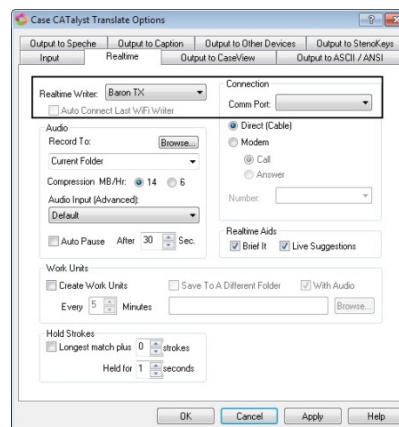 Case CATalyst Translate Options
Output to Speche Output to Caption Output to Other Devices Output to StenoKeys
Input Realtime Output to CaseView Output to ASCII / ANSI
Realtime Writer: Baron TX
Auto Connect Last WiFi Writer
Connection
Comm Port:
Direct (Cable)
Modem
Call
Answer
Number:
Audio
Record To: Browse...
Current Folder
Compression MB/Hr: 14 6
Audio Input (Advanced):
Default
Auto Pause After 30 Sec.
Realtime Aids
Brief It Live Suggestions
Work Units
Create Work Units Save To A Different Folder With Audio
Every 5 Minutes Browse...
Hold Strokes
Longest match plus 0 strokes
Held for 1 seconds
OK Cancel Apply Help